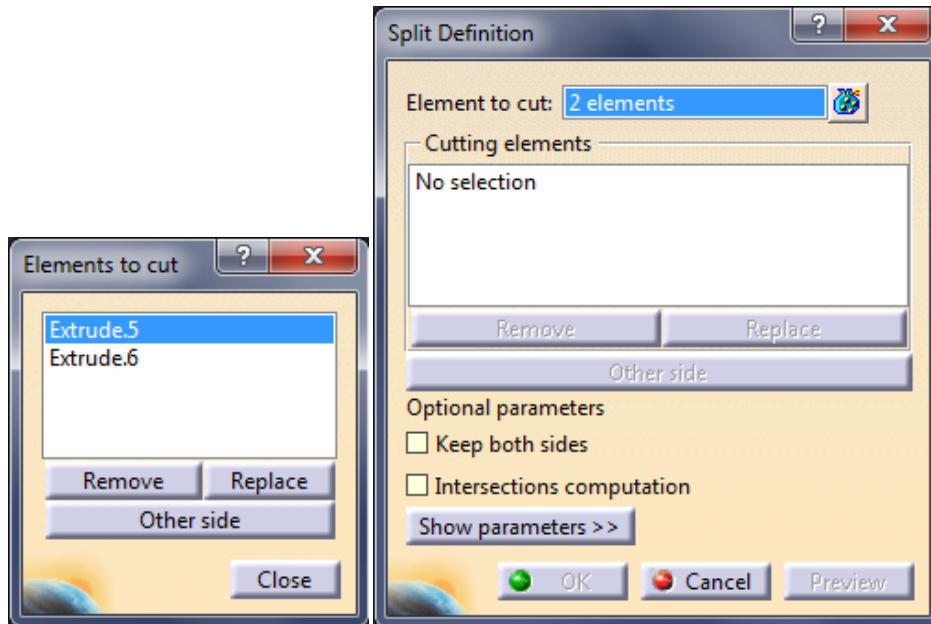 Elements to cut
?
X
Extrude.5
Extrude.6
Remove
Replace
Other side
Close
Split Definition
?
X
Element to cut: 2 elements
Cutting elements
No selection
Remove
Replace
Other side
Optional parameters
Keep both sides
Intersections computation
Show parameters >>
OK
Cancel
Preview